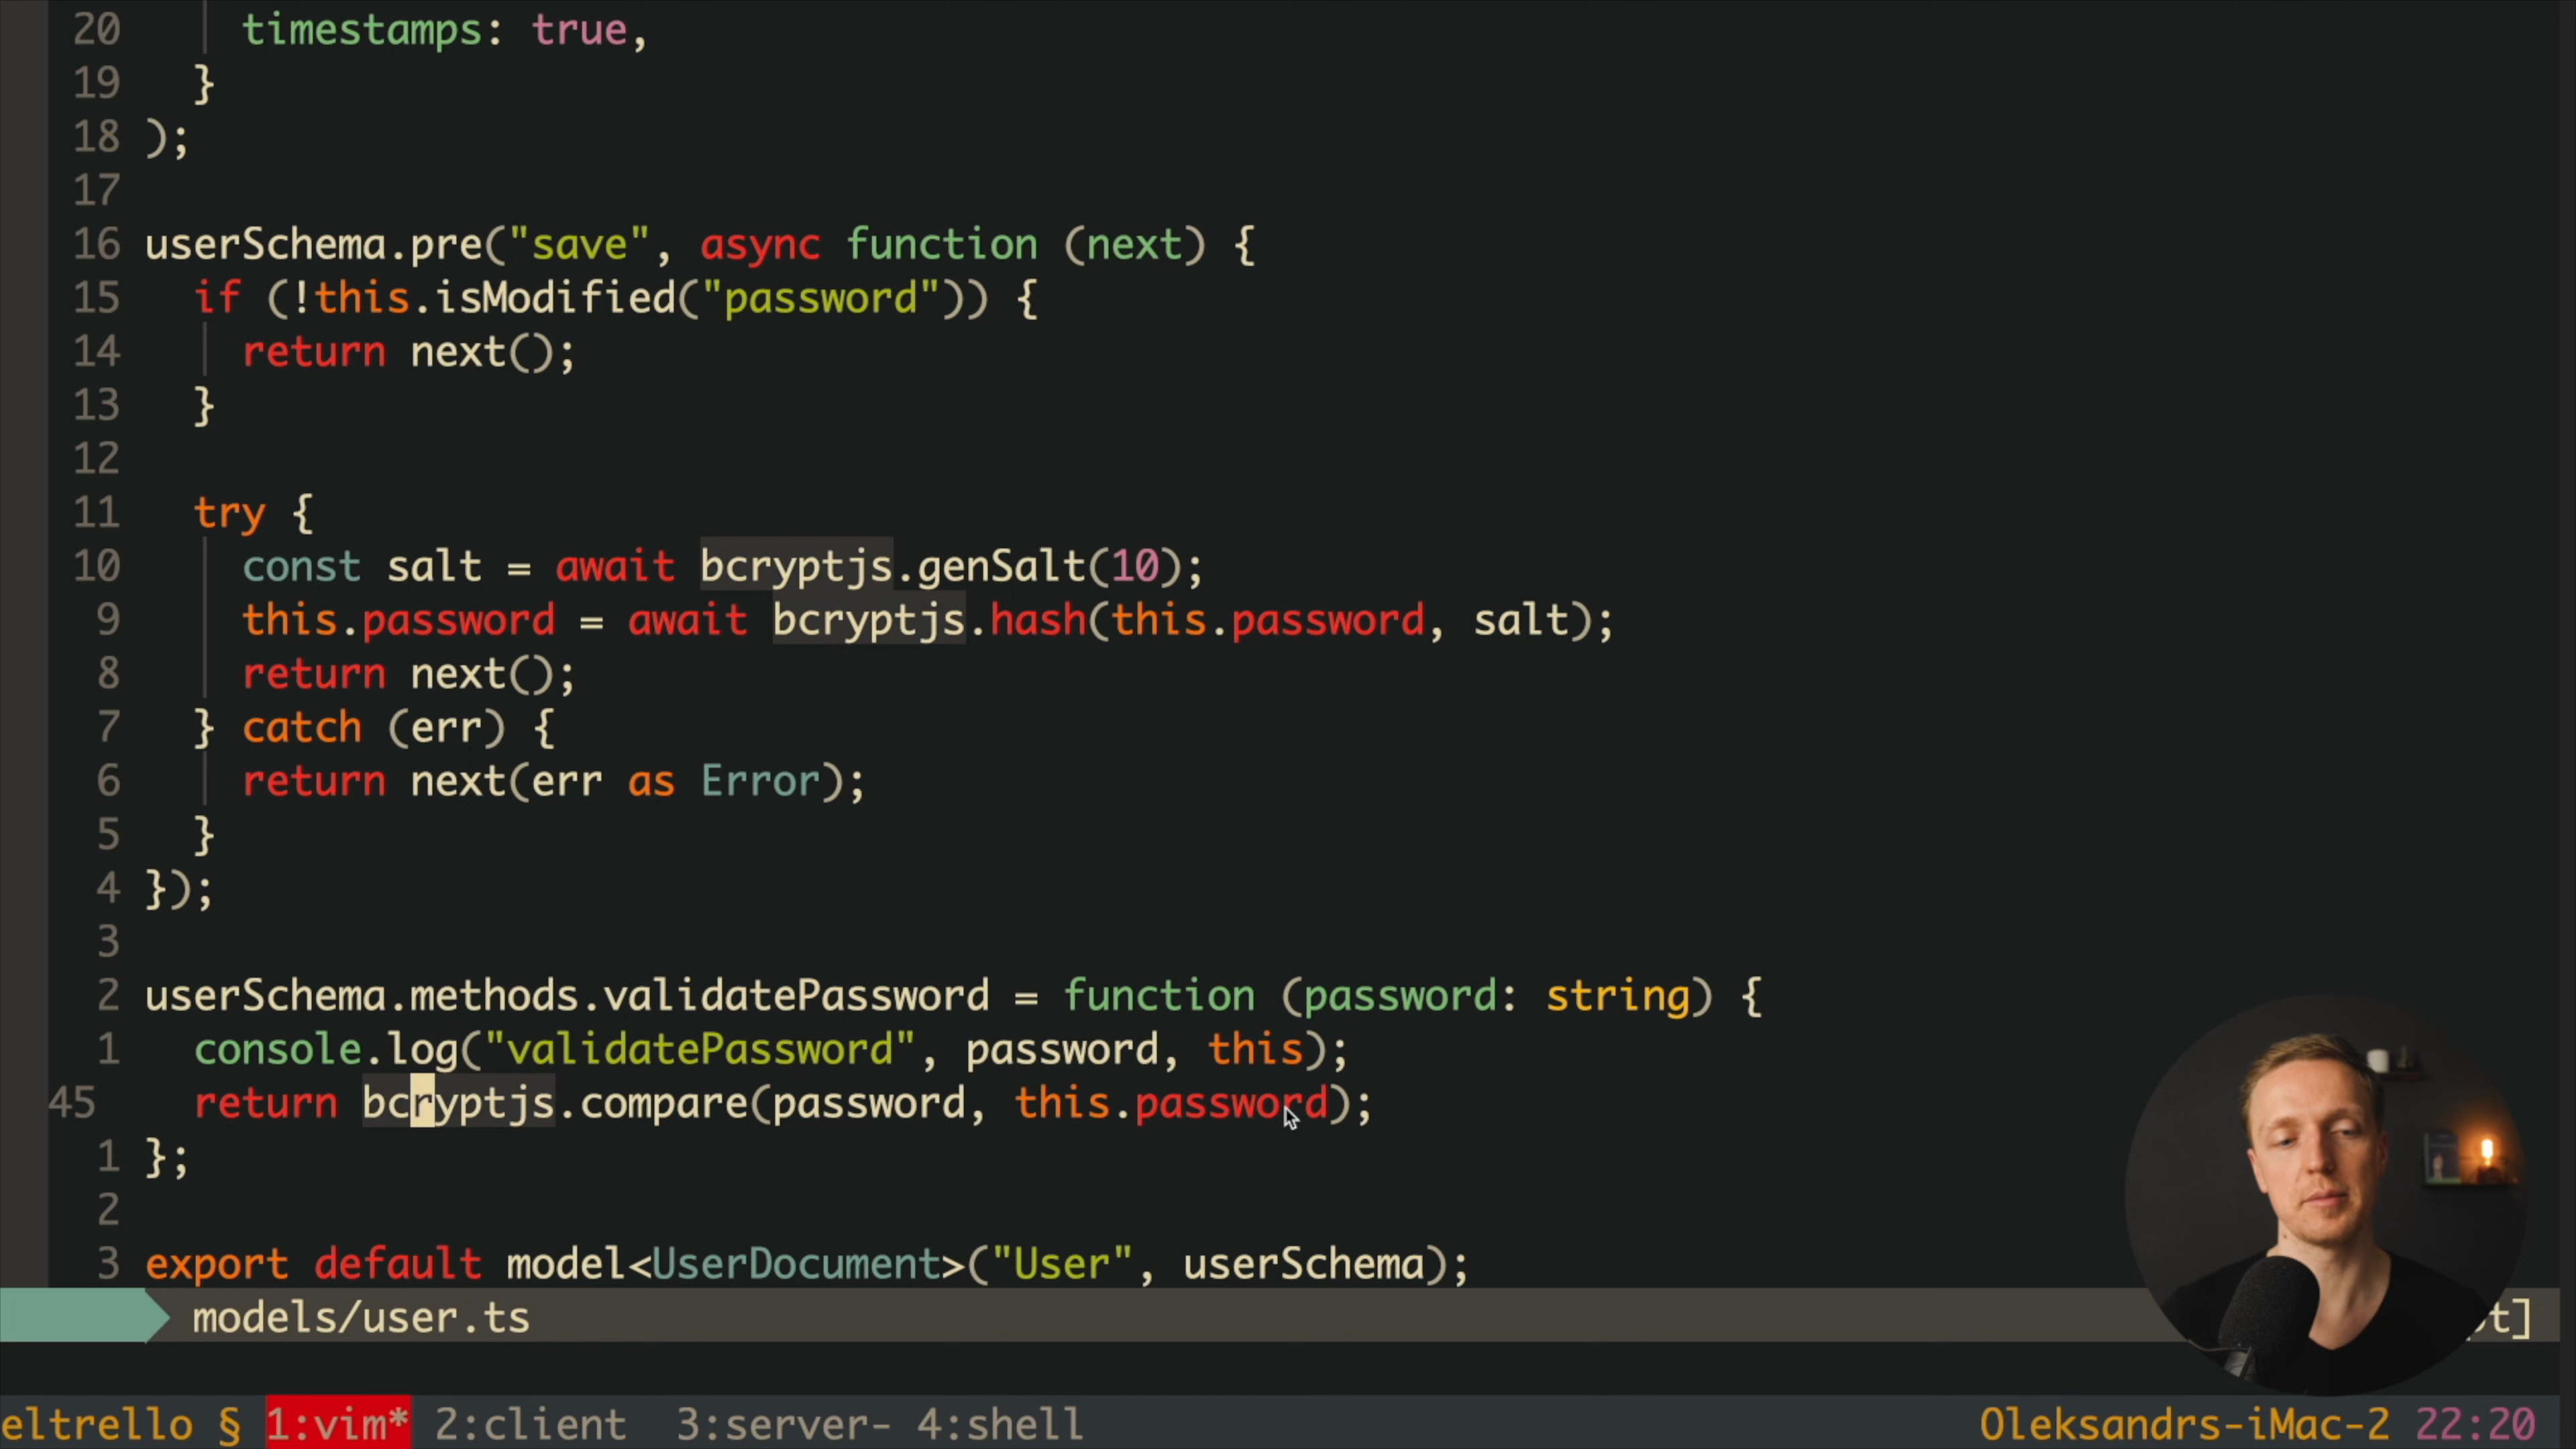 20 timestamps: true,
19 }
18 );
17
16 userSchema.pre("save", async function (next) {
15 if (!this.isModified("password")) {
14 return next();
13 }
12
11 try {
10 const salt = await bcryptjs.genSalt(10);
9 this.password = await bcryptjs.hash(this.password, salt);
8 return next();
7 } catch (err) {
6 return next(err as Error);
5 }
4 });
3
2 userSchema.methods.validatePassword = function (password: string) {
1 console.log("validatePassword", password, this);
45 return bcryptjs.compare(password, this.password);
1 };
2
3 export default model<UserDocument>("User", userSchema);
models/user.ts t]
eltrello § 1:vim* 2:client 3:server- 4:shell Oleksandrs-iMac-2 22:20